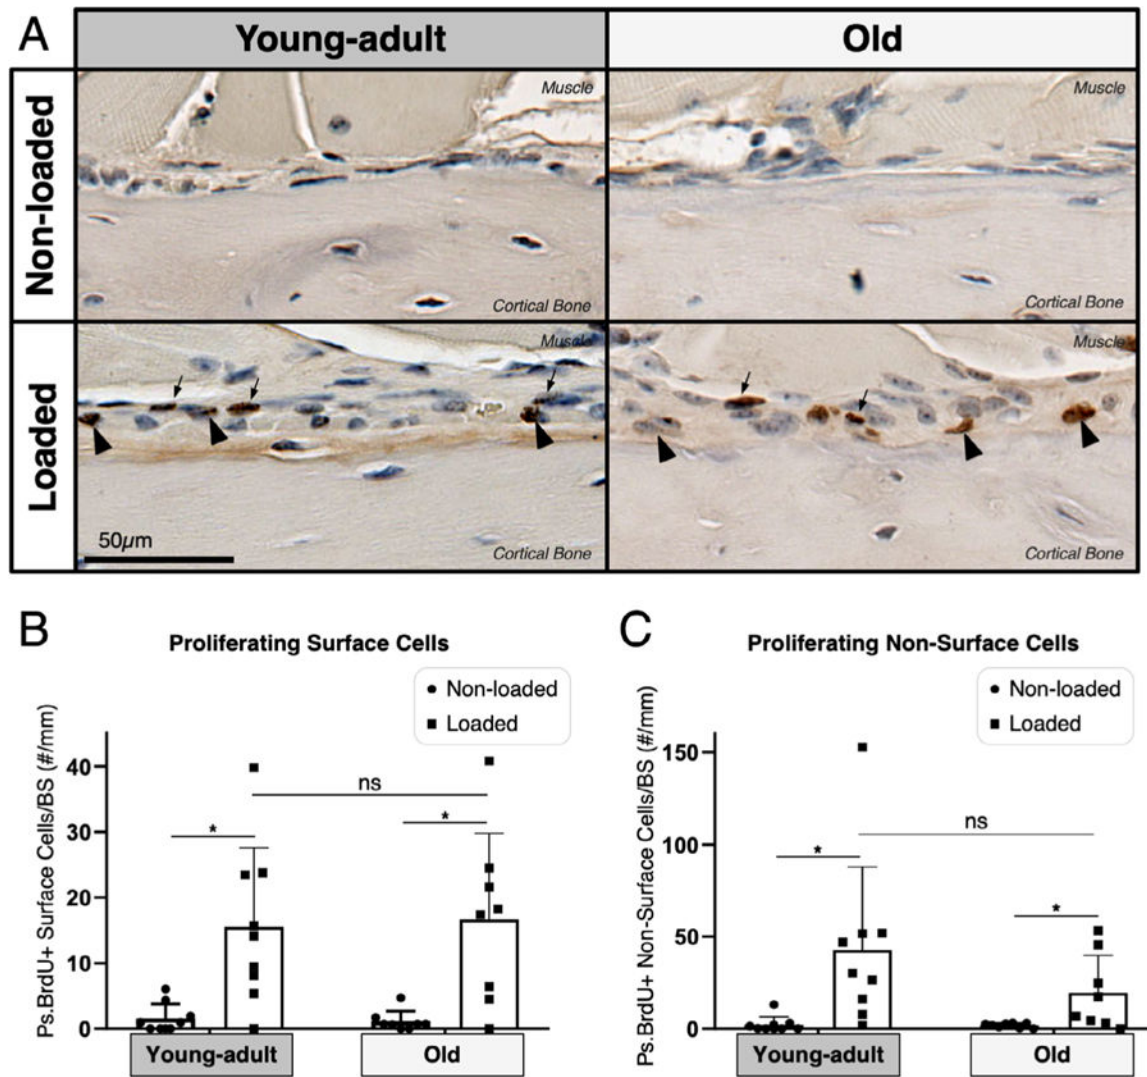 A
Young-adult
Old
Non-loaded
Muscle
Cortical Bone
Muscle
Cortical Bone
Loaded
Muscle
50µm
Cortical Bone
Muscle
Cortical Bone
B
Proliferating Surface Cells
Non-loaded
Loaded
Ps.BrdU+ Surface Cells/BS (#/mm)
40
30
20
10
0
*
ns
*
Young-adult
Old
C
Proliferating Non-Surface Cells
Non-loaded
Loaded
Ps.BrdU+ Non-Surface Cells/BS (#/mm)
150
100
50
0
*
ns
*
Young-adult
Old